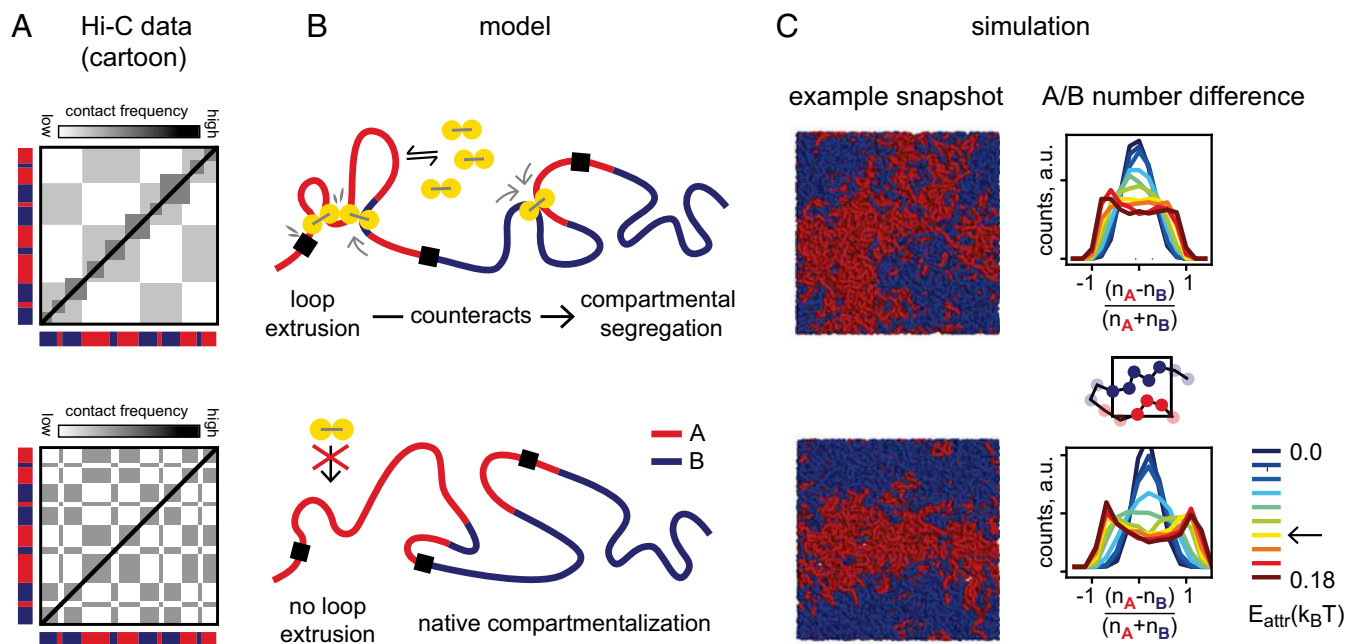 A
Hi-C data
(cartoon)
B
model
C
simulation
contact frequency
low
high
example snapshot
A/B number difference
counts, a.u.
-1
1
(nA-nB)
(nA+nB)
loop
extrusion
counteracts
compartmental
segregation
contact frequency
low
high
A
B
no loop
extrusion
native compartmentalization
counts, a.u.
-1
1
(nA-nB)
(nA+nB)
0.0
0.18
Eattr(kBT)